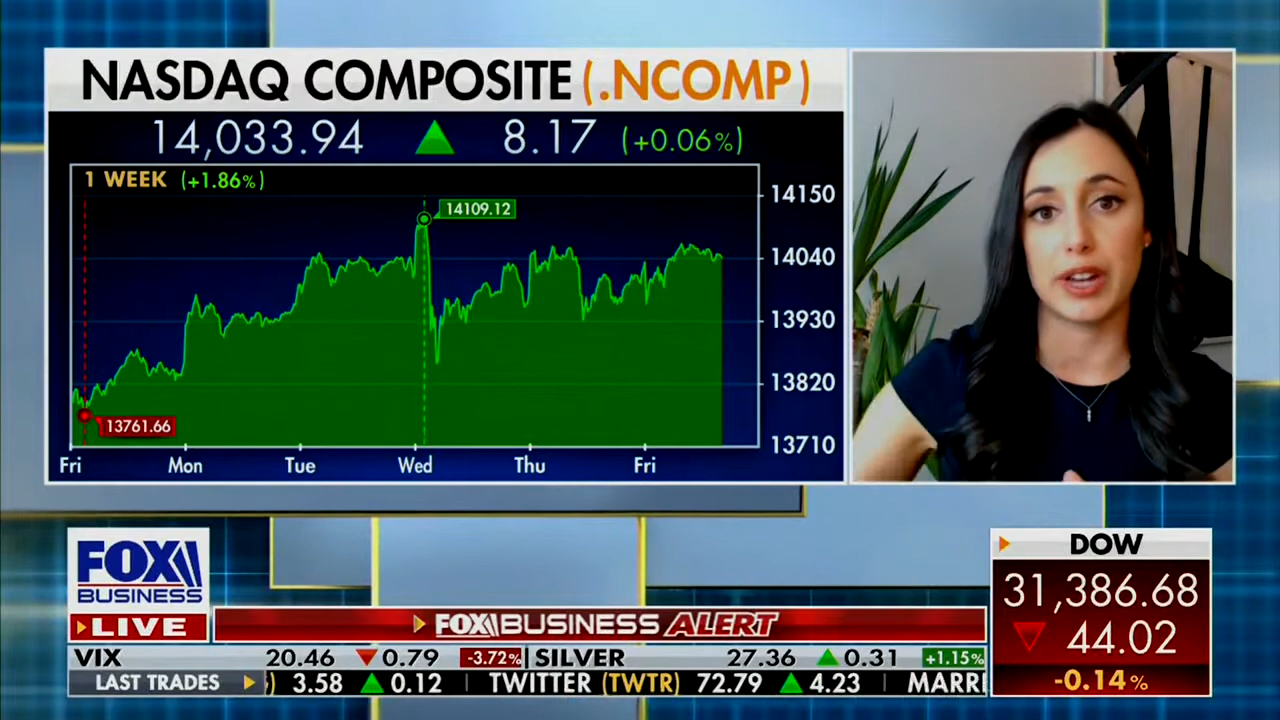 NASDAQ COMPOSITE (.NCOMP)
14,033.94 ▲ 8.17 (+0.06%)
1 WEEK (+1.86%)
14109.12
13761.66
14150
14040
13930
13820
13710
Fri Mon Tue Wed Thu Fri
FOX
BUSINESS
LIVE
FOX BUSINESS ALERT
VIX 20.46 ▼ 0.79 -3.72% SILVER 27.36 ▲ 0.31 +1.15%
LAST TRADES ) 3.58 ▲ 0.12 TWITTER (TWTR) 72.79 ▲ 4.23 MARRI
DOW
31,386.68
▼ 44.02
-0.14%